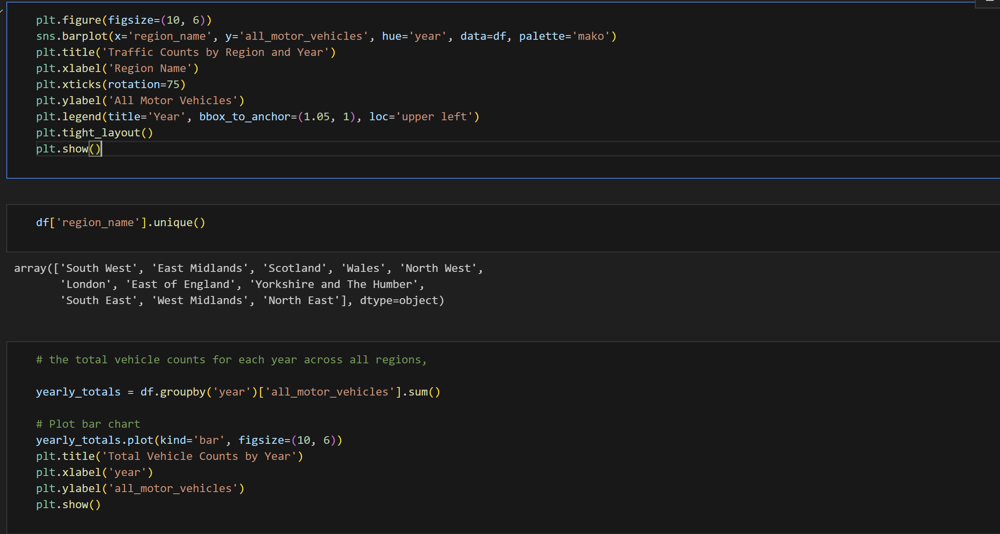 plt.figure(figsize=(10, 6))
sns.barplot(x='region_name', y='all_motor_vehicles', hue='year', data=df, palette='mako')
plt.title('Traffic Counts by Region and Year')
plt.xlabel('Region Name')
plt.xticks(rotation=75)
plt.ylabel('All Motor Vehicles')
plt.legend(title='Year', bbox_to_anchor=(1.05, 1), loc='upper left')
plt.tight_layout()
plt.show()
df['region_name'].unique()
array(['South West', 'East Midlands', 'Scotland', 'Wales', 'North West',
'London', 'East of England', 'Yorkshire and The Humber',
'South East', 'West Midlands', 'North East'], dtype=object)
# the total vehicle counts for each year across all regions,
yearly_totals = df.groupby('year')['all_motor_vehicles'].sum()
# Plot bar chart
yearly_totals.plot(kind='bar', figsize=(10, 6))
plt.title('Total Vehicle Counts by Year')
plt.xlabel('year')
plt.ylabel('all_motor_vehicles')
plt.show()